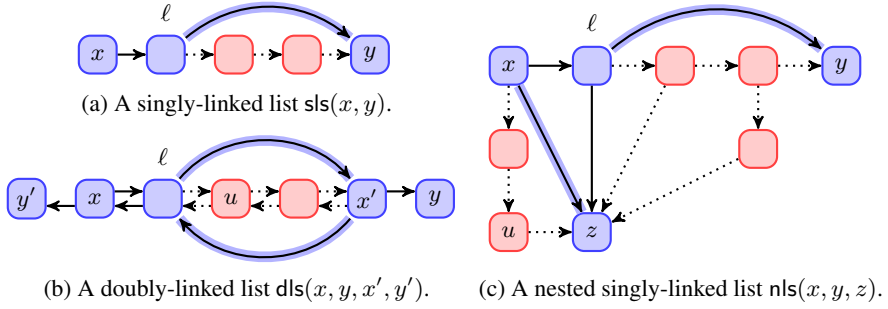 ℓ
x
y
(a) A singly-linked list sls(x, y).
ℓ
y′ x u x′ y
(b) A doubly-linked list dls(x, y, x′, y′).
ℓ
x
y
u
z
(c) A nested singly-linked list nls(x, y, z).